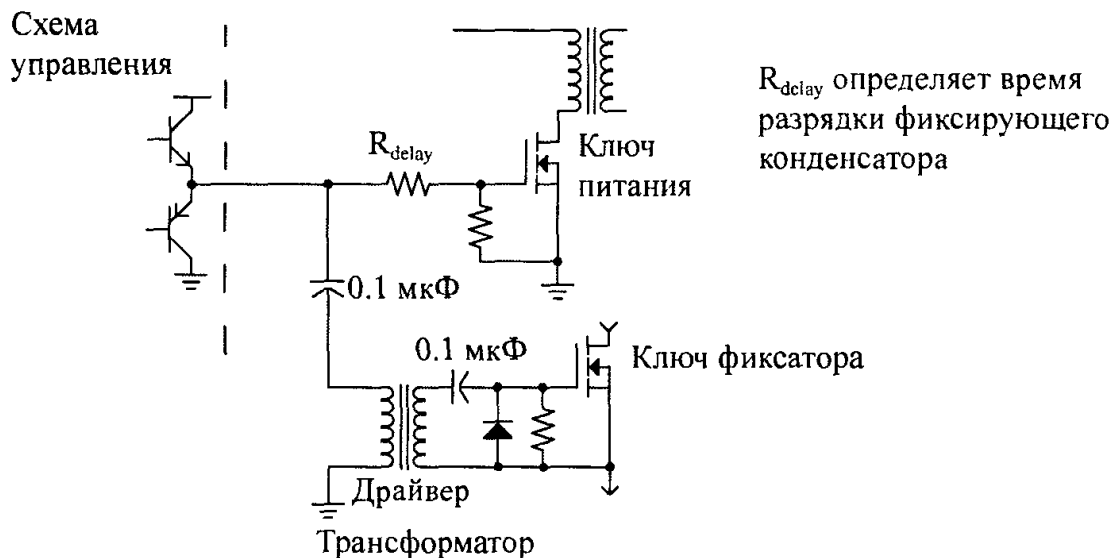 Схема
управления
R_delay определяет время
разрядки фиксирующего
конденсатора
R_delay
Ключ
питания
0.1 мкФ
0.1 мкФ
Ключ фиксатора
Драйвер
Трансформатор